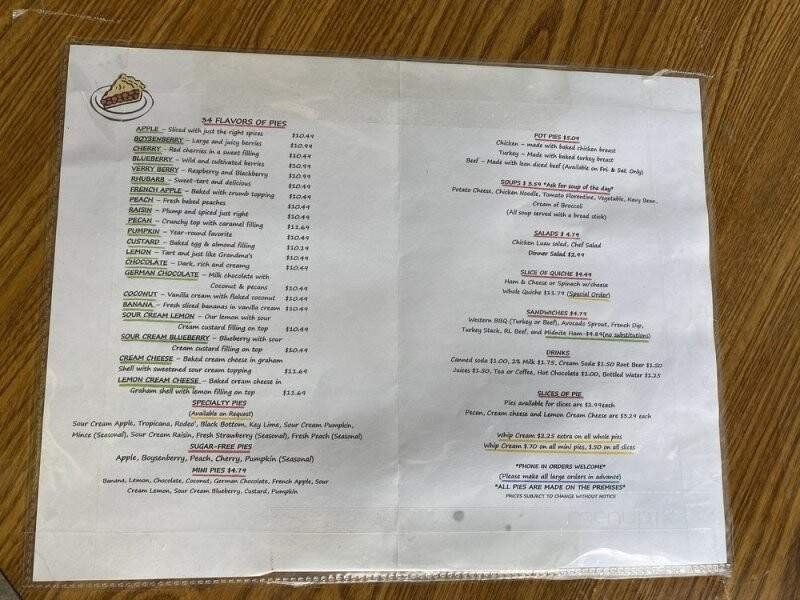 34 FLAVORS OF PIES
APPLE – Sliced with just the right spices $10.49
BOYSENBERRY – Large and juicy berries $10.99
CHERRY – Red cherries in a sweet filling $10.49
BLUEBERRY – Wild and cultivated berries $10.99
VERRY BERRY – Raspberry and Blackberry $10.99
RHUBARB – Sweet-tart and delicious $10.49
FRENCH APPLE – Baked with crumb topping $10.49
PEACH – Fresh baked peaches $10.49
RAISIN – Plump and spiced just right $10.49
PECAN – Crunchy top with caramel filling $11.69
PUMPKIN – Year-round favorite $10.49
CUSTARD – Baked egg & almond filling $10.19
LEMON – Tart and just like Grandma's $10.49
CHOCOLATE – Dark, rich and creamy $10.49
GERMAN CHOCOLATE – Milk chocolate with
Coconut & pecans $10.49
COCONUT – Vanilla cream with flaked coconut $10.49
BANANA – Fresh sliced bananas in vanilla cream $10.49
SOUR CREAM LEMON – Our lemon with sour
Cream custard filling on top $10.49
SOUR CREAM BLUEBERRY – Blueberry with sour
Cream custard filling on top $10.49
CREAM CHEESE – Baked cream cheese in graham
Shell with sweetened sour cream topping $11.69
LEMON CREAM CHEESE – Baked cream cheese in
Graham shell with lemon filling on top $11.69
SPECIALTY PIES
(Available on Request)
Sour Cream Apple, Tropicana, Rodeo', Black Bottom, Key Lime, Sour Cream Pumpkin,
Mince (Seasonal), Sour Cream Raisin, Fresh Strawberry (Seasonal), Fresh Peach (Seasonal)
SUGAR-FREE PIES
Apple, Boysenberry, Peach, Cherry, Pumpkin (Seasonal)
MINI PIES $4.79
Banana, Lemon, Chocolate, Coconut, German Chocolate, French Apple, Sour
Cream Lemon, Sour Cream Blueberry, Custard, Pumpkin
POT PIES $5.09
Chicken – made with baked chicken breast
Turkey – Made with baked turkey breast
Beef – Made with lean diced beef (Available on Fri & Sat Only)
SOUPS $ 3.59 *Ask for soup of the day*
Potato Cheese, Chicken Noodle, Tomato Florentine, Vegetable, Navy Bean,
Cream of Broccoli
(All soup served with a bread stick)
SALADS $ 4.79
Chicken Luau salad, Chef Salad
Dinner Salad $2.99
SLICE OF QUICHE $4.49
Ham & Cheese or Spinach w/cheese
Whole Quiche $11.79 (Special Order)
SANDWICHES $4.79
Western BBQ (Turkey or Beef), Avocado Sprout, French Dip,
Turkey Stack, RL Beef, and Midnite Ham-$4.89(no substitutions)
DRINKS
Canned soda $1.00, 2% Milk $1.75, Cream Soda $1.50 Root Beer $1.50
Juices $1.50, Tea or Coffee, Hot Chocolate $1.00, Bottled Water $1.25
SLICES OF PIE
Pies available for slices are $2.99each
Pecan, Cream cheese and Lemon Cream Cheese are $3.29 each
Whip Cream $2.25 extra on all whole pies
Whip Cream $.70 on all mini pies, $.50 on all slices
*PHONE IN ORDERS WELCOME*
(Please make all large orders in advance)
*ALL PIES ARE MADE ON THE PREMISES*
PRICES SUBJECT TO CHANGE WITHOUT NOTICE